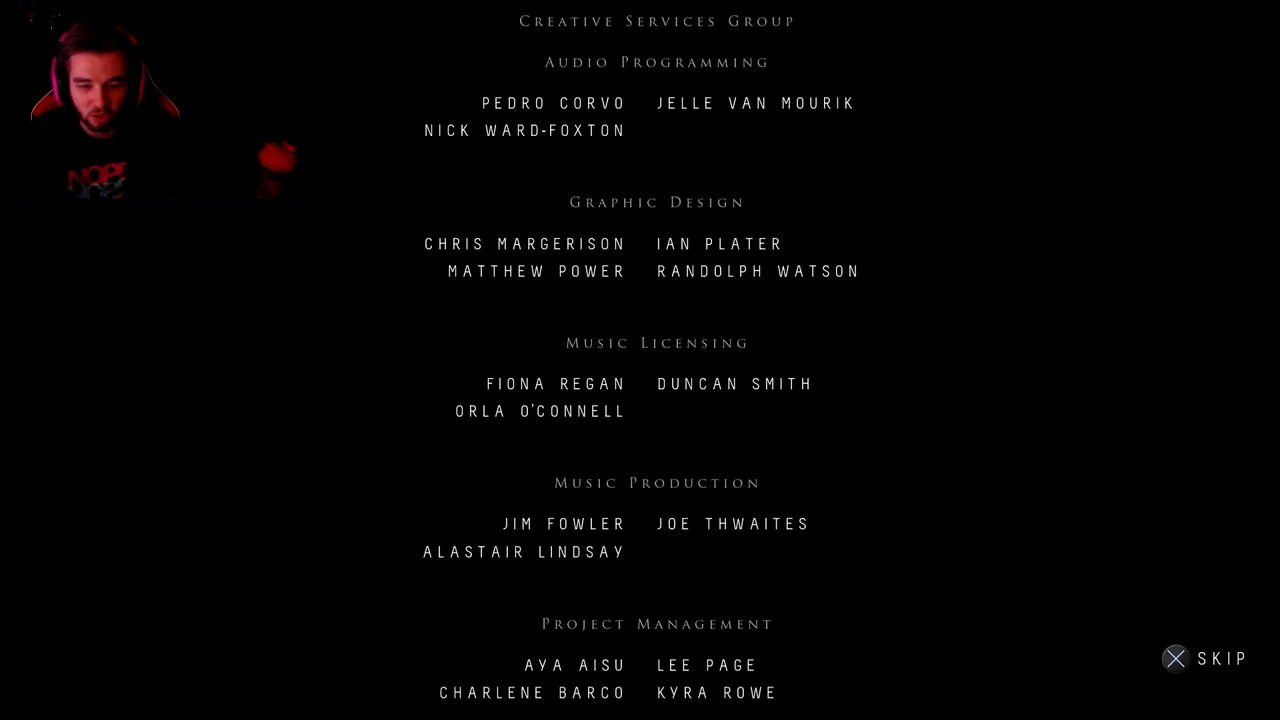 CREATIVE SERVICES GROUP
AUDIO PROGRAMMING
PEDRO CORVO JELLE VAN MOURIK
NICK WARD-FOXTON
NOPE
GRAPHIC DESIGN
CHRIS MARGERISON IAN PLATER
MATTHEW POWER RANDOLPH WATSON
MUSIC LICENSING
FIONA REGAN DUNCAN SMITH
ORLA O'CONNELL
MUSIC PRODUCTION
JIM FOWLER JOE THWAITES
ALASTAIR LINDSAY
PROJECT MANAGEMENT
AYA AISU LEE PAGE
SKIP
CHARLENE BARCO KYRA ROWE